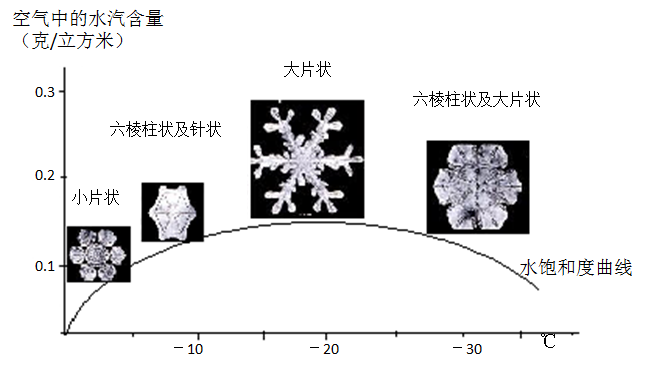 空气中的水汽含量
（克/立方米）
大片状
0.3
六棱柱状及大片状
六棱柱状及针状
0.2
小片状
0.1
水饱和度曲线
－10
－20
－30
℃